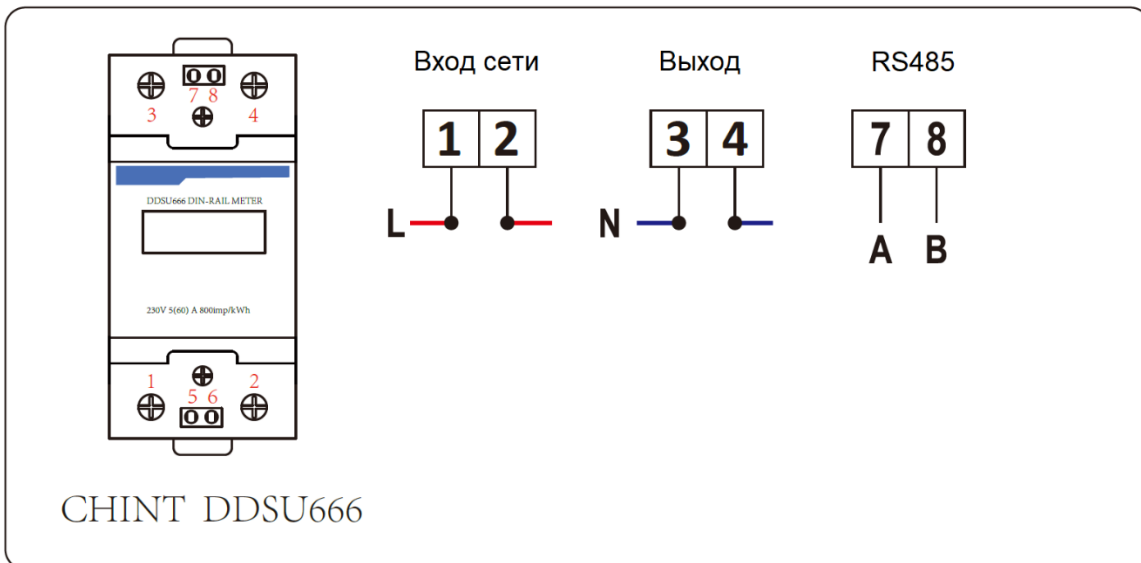 7 8
3 4
DDSU666 DIN-RAIL METER
230V 5(60) A 800imp/kWh
1 2
5 6
CHINT DDSU666
Вход сети
1 2
L
Выход
3 4
N
RS485
7 8
A B